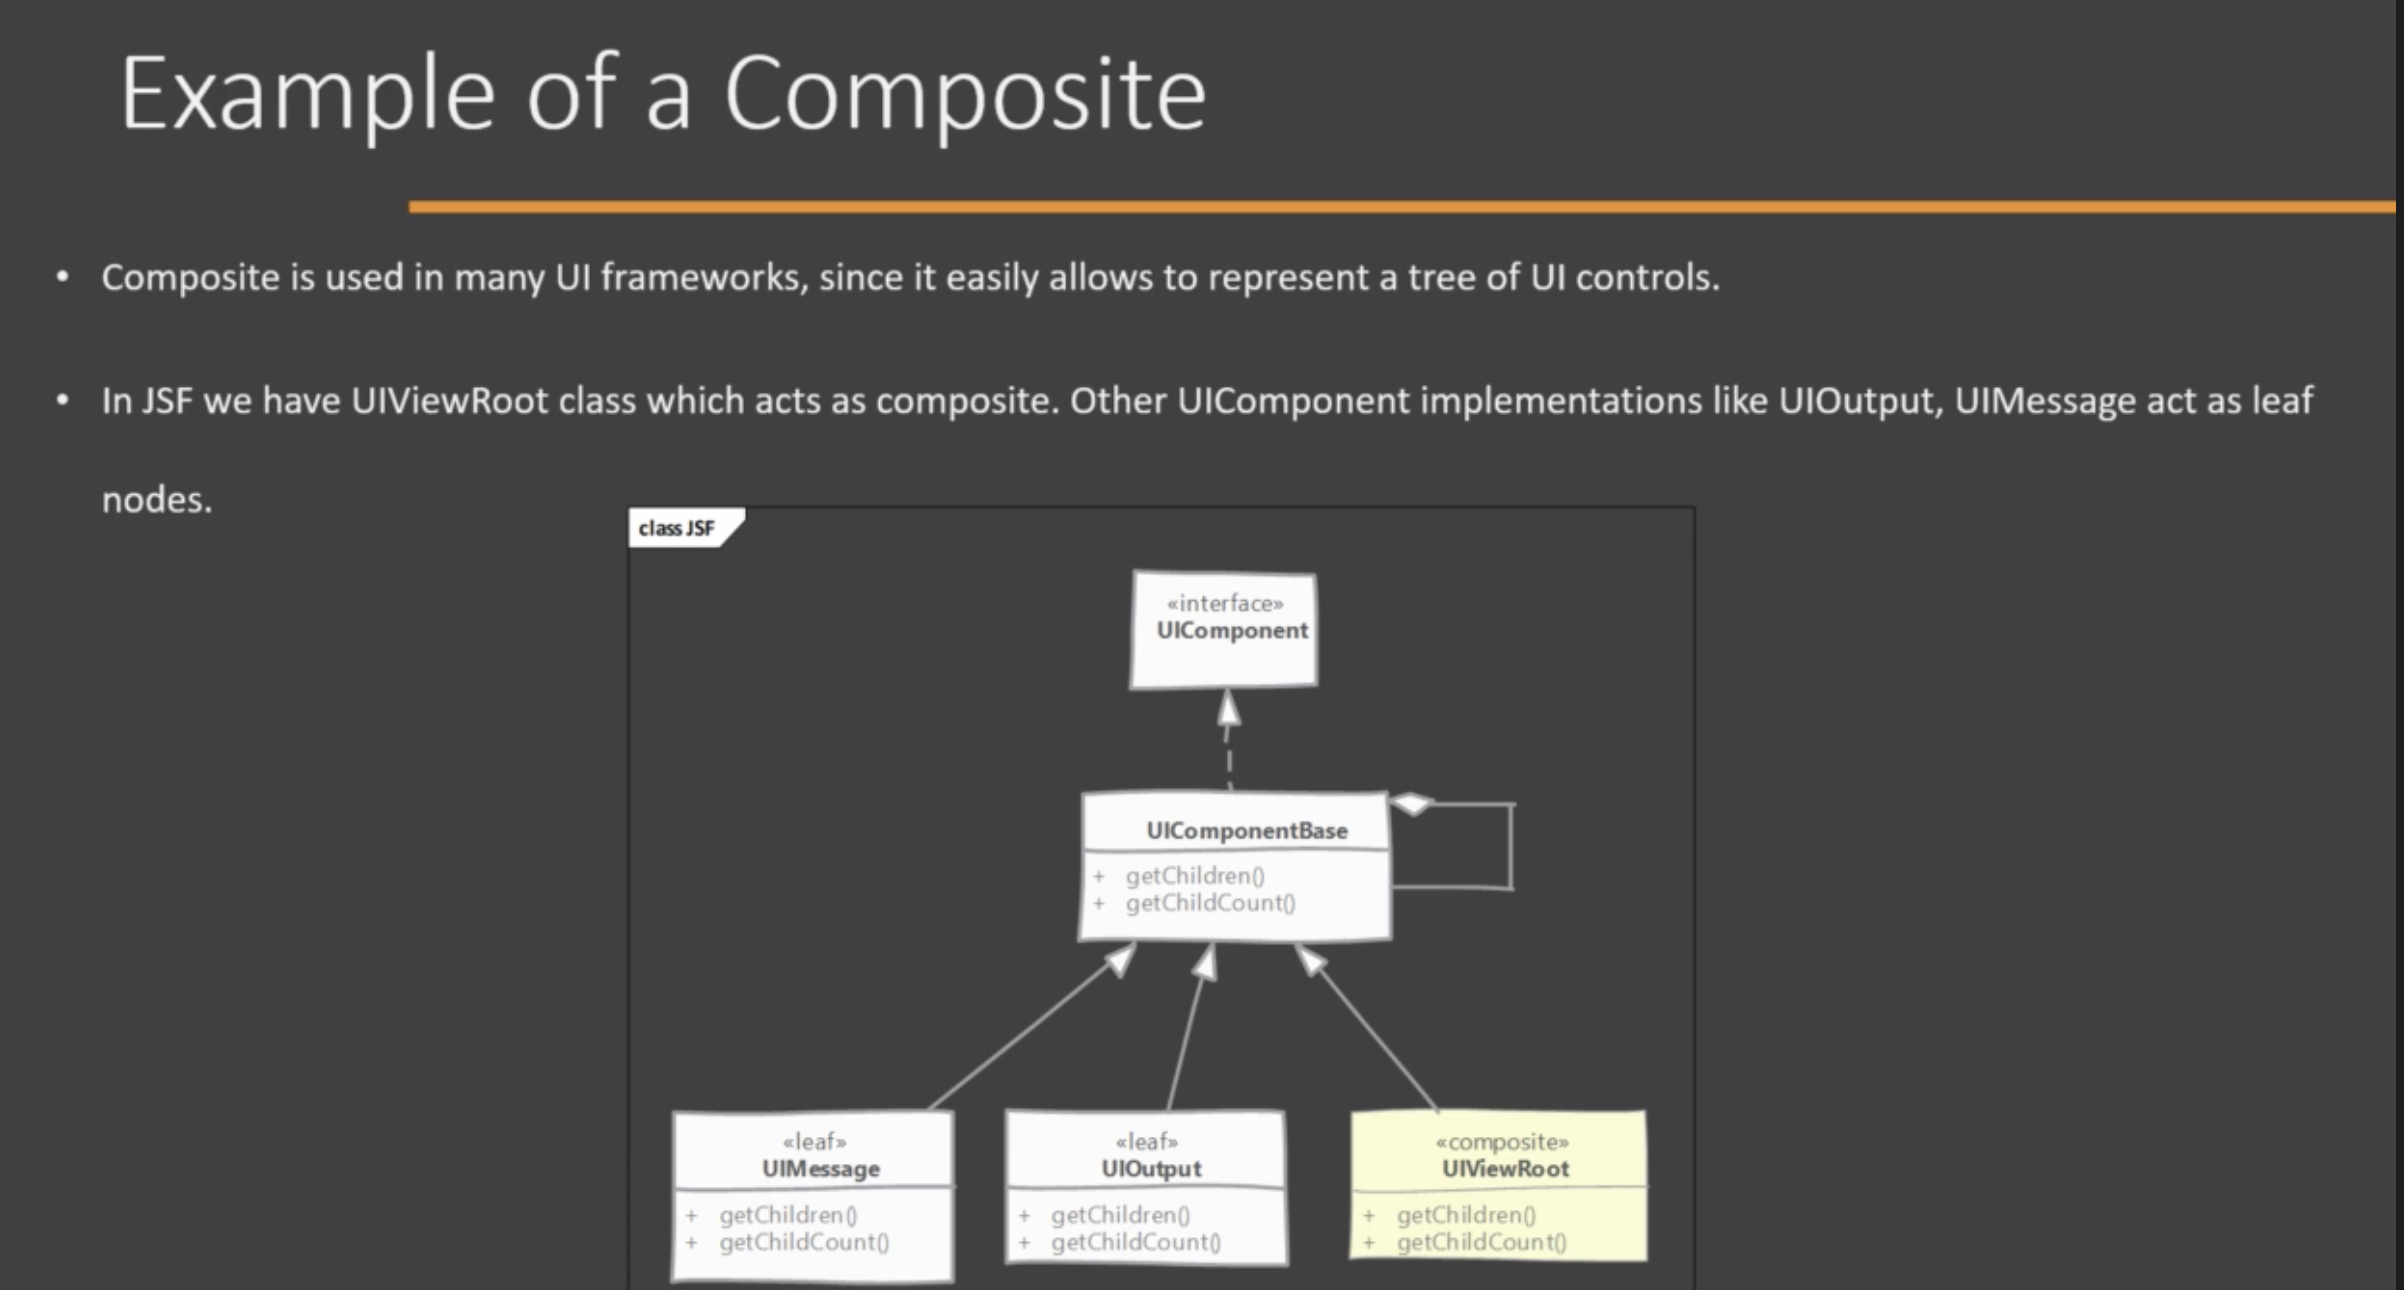 Example of a Composite
• Composite is used in many UI frameworks, since it easily allows to represent a tree of UI controls.
• In JSF we have UIViewRoot class which acts as composite. Other UIComponent implementations like UIOutput, UIMessage act as leaf
nodes.
class JSF
«interface»
UIComponent
UIComponentBase
+ getChildren()
+ getChildCount()
«leaf»
UIMessage
+ getChildren()
+ getChildCount()
«leaf»
UIOutput
+ getChildren()
+ getChildCount()
«composite»
UIViewRoot
+ getChildren()
+ getChildCount()